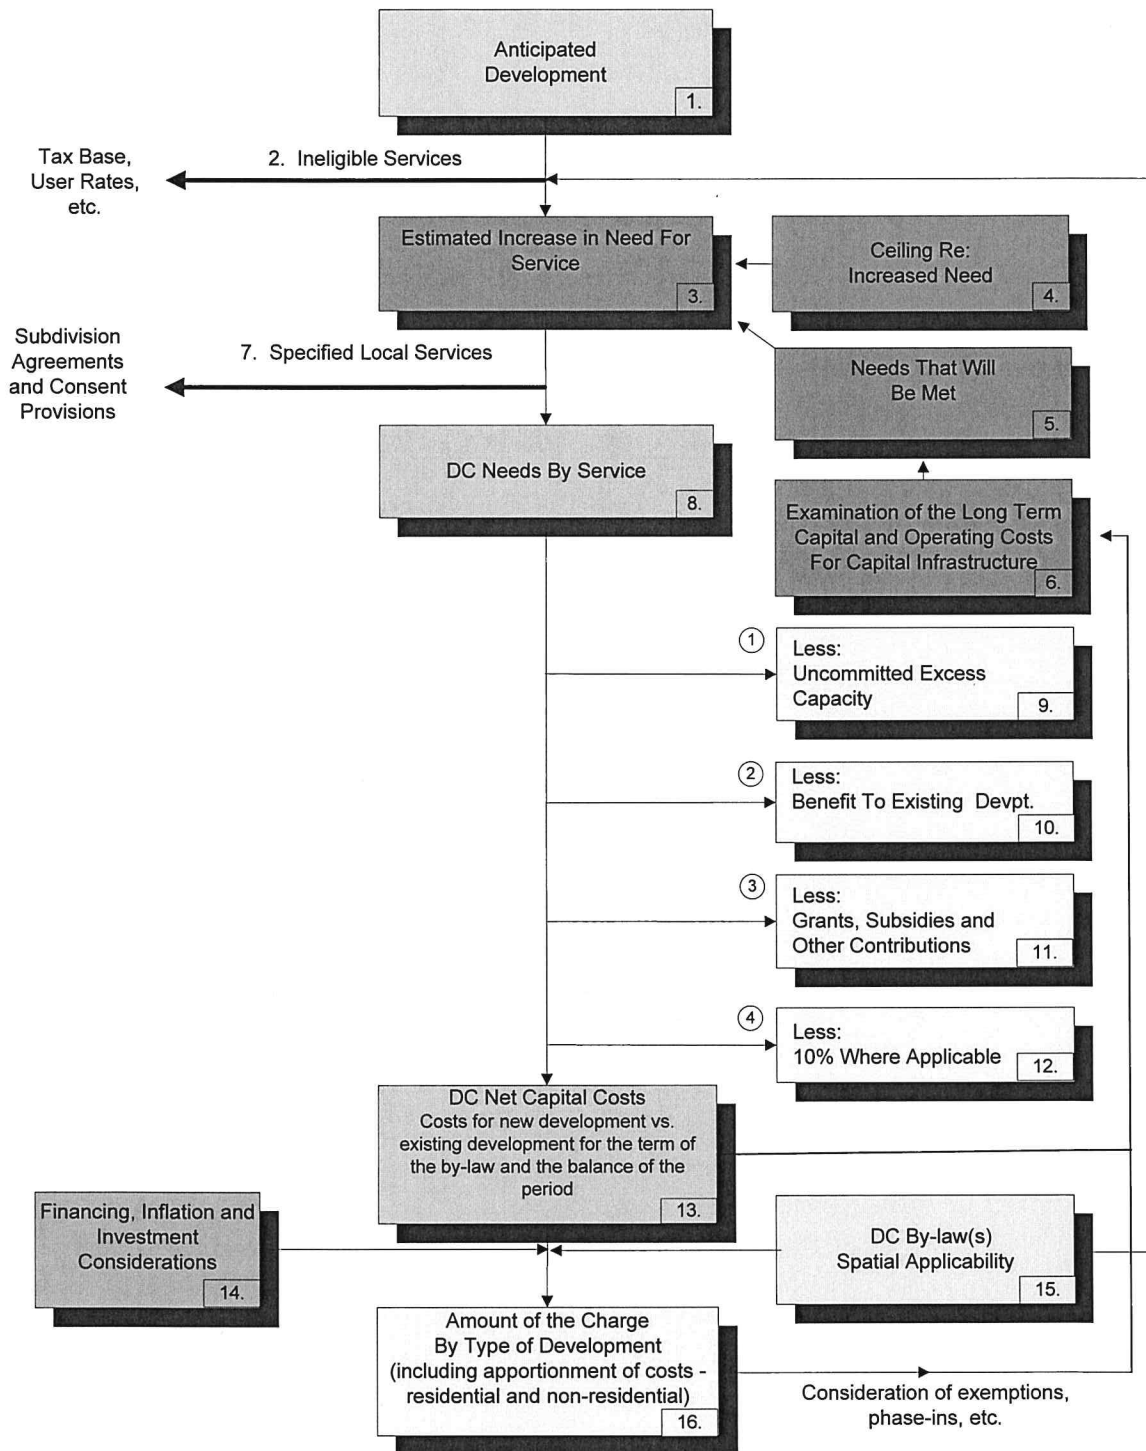 Anticipated
Development
1.
2. Ineligible Services
Tax Base,
User Rates,
etc.
Estimated Increase in Need For
Service
3.
Ceiling Re:
Increased Need
4.
7. Specified Local Services
Subdivision
Agreements
and Consent
Provisions
Needs That Will
Be Met
5.
DC Needs By Service
8.
Examination of the Long Term
Capital and Operating Costs
For Capital Infrastructure
6.
1
Less:
Uncommitted Excess
Capacity
9.
2
Less:
Benefit To Existing Devpt.
10.
3
Less:
Grants, Subsidies and
Other Contributions
11.
4
Less:
10% Where Applicable
12.
DC Net Capital Costs
Costs for new development vs.
existing development for the term of
the by-law and the balance of the
period
13.
Financing, Inflation and
Investment
Considerations
14.
DC By-law(s)
Spatial Applicability
15.
Amount of the Charge
By Type of Development
(including apportionment of costs -
residential and non-residential)
16.
Consideration of exemptions,
phase-ins, etc.